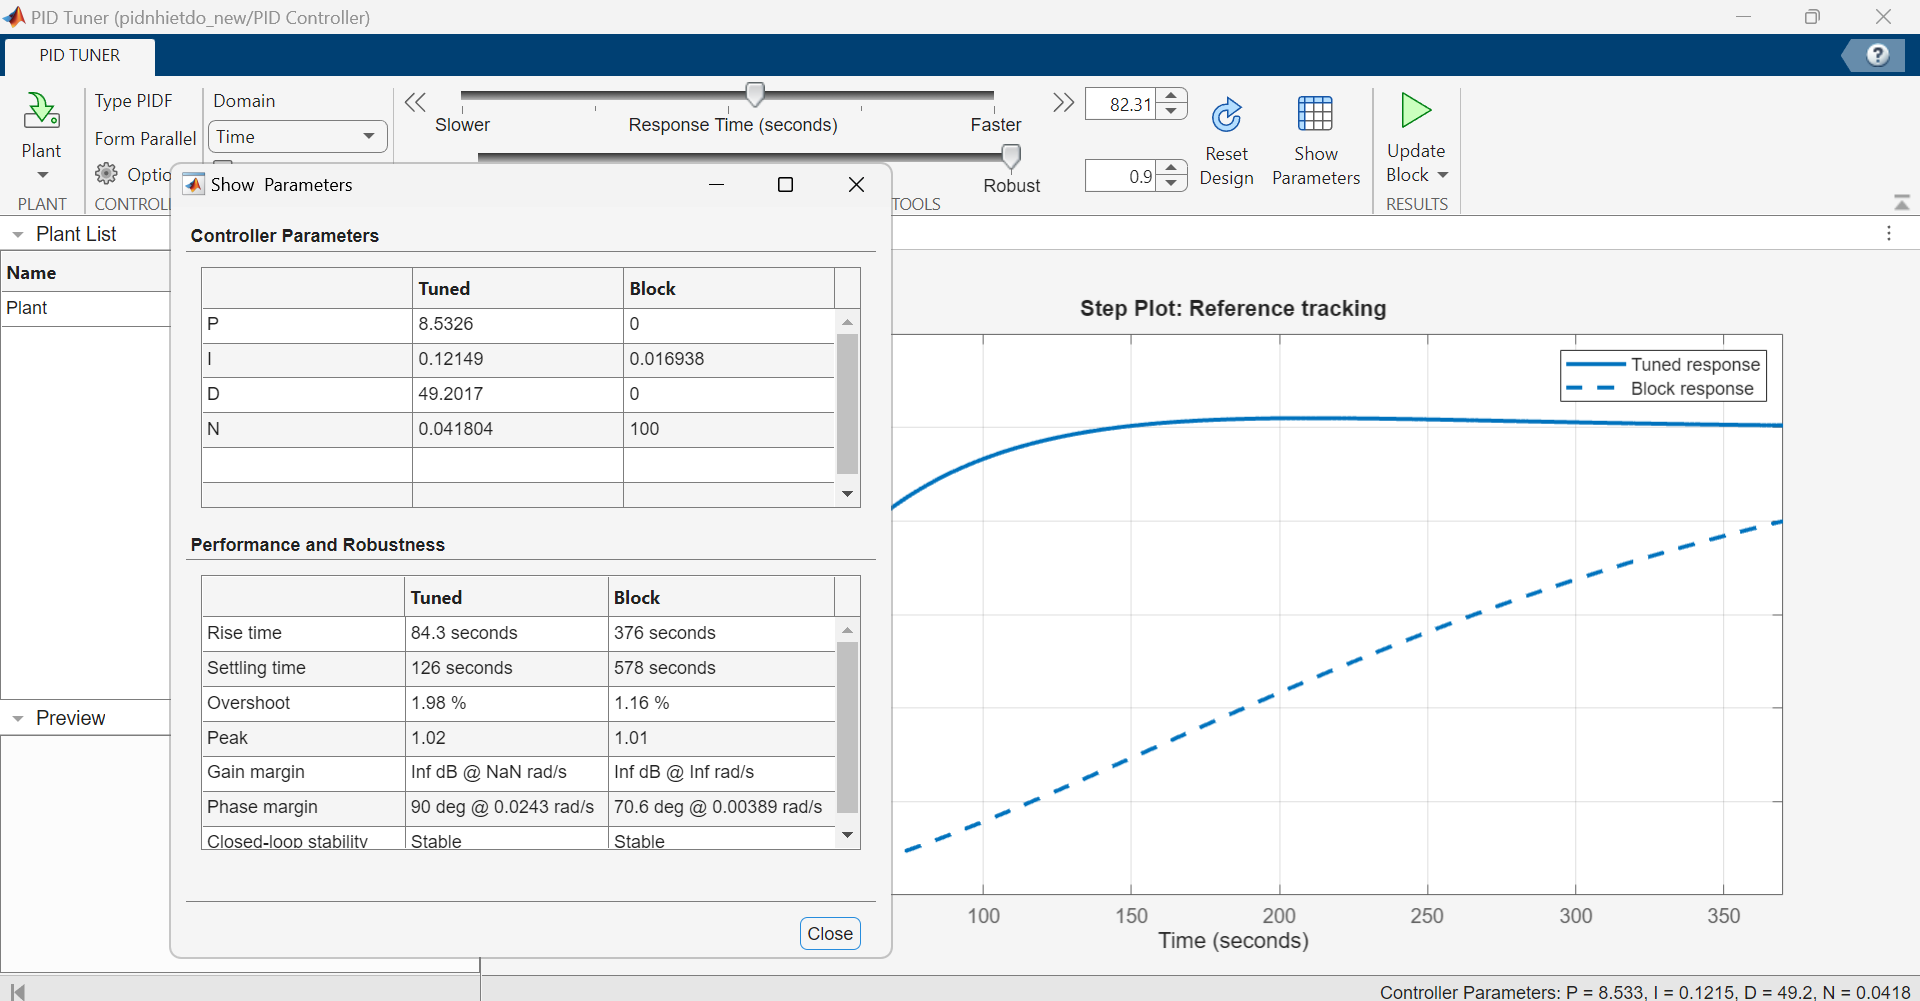 PID Tuner (pidnhietdo_new/PID Controller)
PID TUNER
?
Plant
PLANT
Type PIDF
Form Parallel
Optio
CONTROL
Domain
Time
Slower
Response Time (seconds)
Faster
82.31
Robust
0.9
TOOLS
Reset
Design
Show
Parameters
Update
Block
RESULTS
Plant List
Name
Plant
Preview
Show Parameters
Controller Parameters
Tuned Block
P 8.5326 0
I 0.12149 0.016938
D 49.2017 0
N 0.041804 100
Performance and Robustness
Tuned Block
Rise time 84.3 seconds 376 seconds
Settling time 126 seconds 578 seconds
Overshoot 1.98 % 1.16 %
Peak 1.02 1.01
Gain margin Inf dB @ NaN rad/s Inf dB @ Inf rad/s
Phase margin 90 deg @ 0.0243 rad/s 70.6 deg @ 0.00389 rad/s
Closed-loop stability Stable Stable
Close
Step Plot: Reference tracking
Tuned response
Block response
100 150 200 250 300 350
Time (seconds)
Controller Parameters: P = 8.533, I = 0.1215, D = 49.2, N = 0.0418